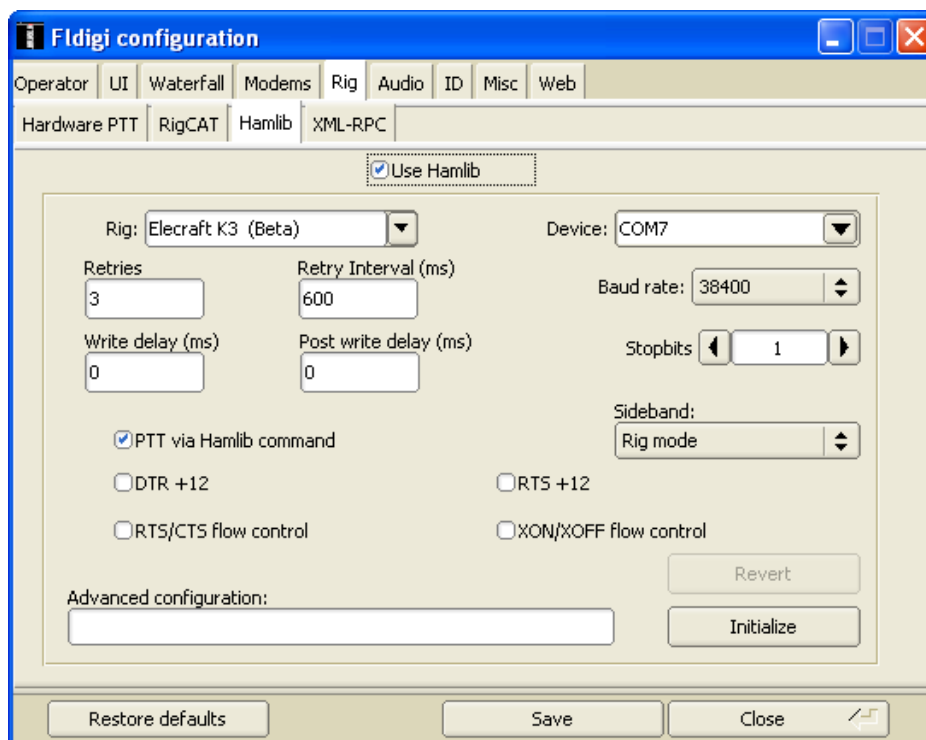 Fldigi configuration
Operator UI Waterfall Modems Rig Audio ID Misc Web
Hardware PTT RigCAT Hamlib XML-RPC
Use Hamlib
Rig: Elecraft K3 (Beta) Device: COM7
Retries Retry Interval (ms)
3 600 Baud rate: 38400
Write delay (ms) Post write delay (ms)
0 0 Stopbits 1
Sideband:
PTT via Hamlib command Rig mode
DTR +12 RTS +12
RTS/CTS flow control XON/XOFF flow control
Revert
Advanced configuration:
Initialize
Restore defaults Save Close